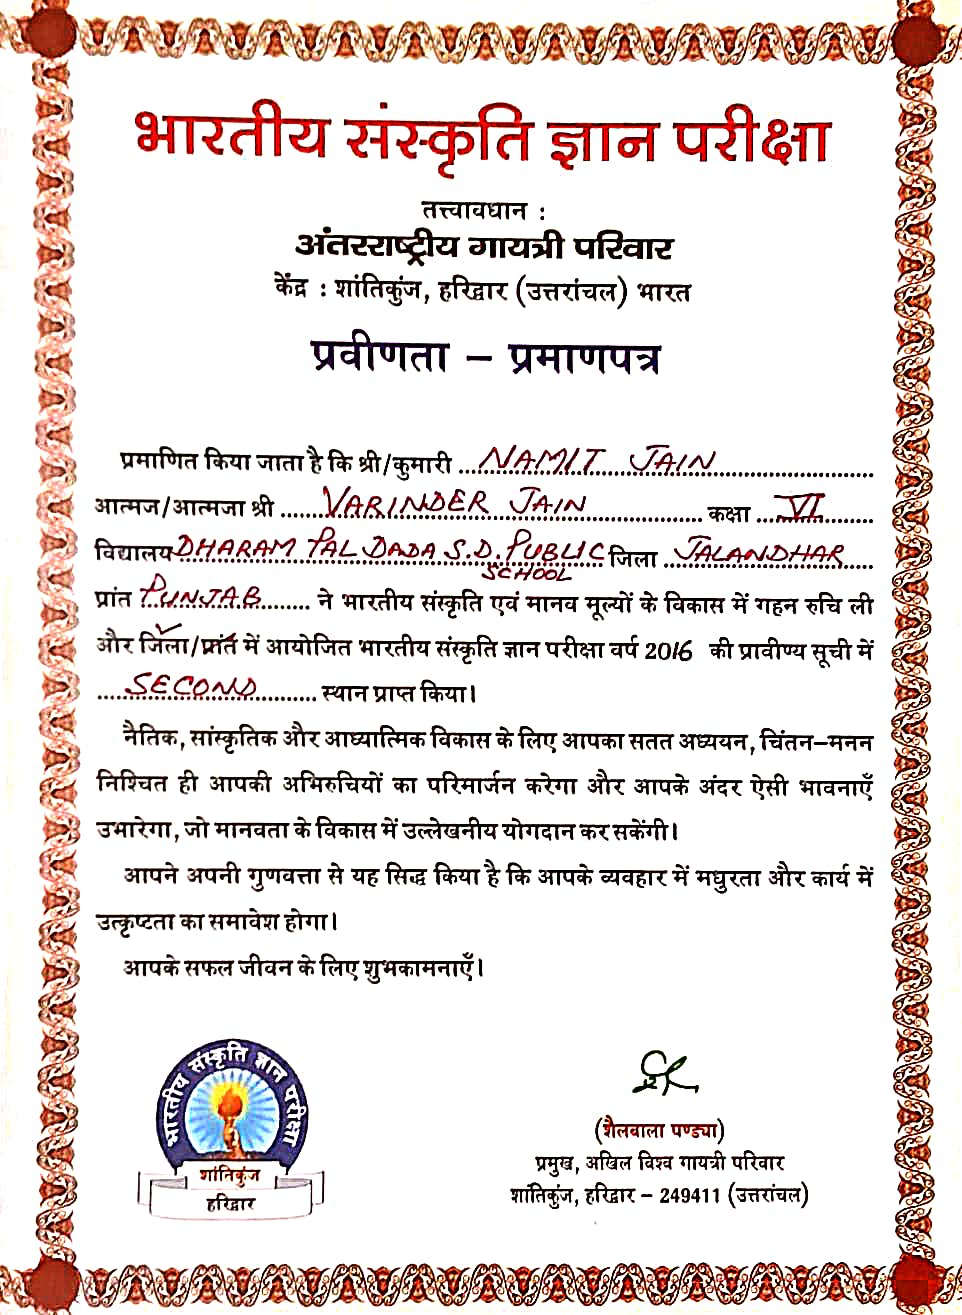 भारतीय संस्कृति ज्ञान परीक्षा
तत्त्वावधान :
अंतरराष्ट्रीय गायत्री परिवार
केंद्र : शांतिकुंज, हरिद्वार (उत्तरांचल) भारत
प्रवीणता – प्रमाणपत्र
प्रमाणित किया जाता है कि श्री/कुमारी ...NAMIT JAIN...
आत्मज/आत्मजा श्री ...VARINDER JAIN... कक्षा ...VI...
विद्यालय DHARAM PAL DADA S.D. PUBLIC SCHOOL जिला ...JALANDHAR...
प्रांत ...PUNJAB... ने भारतीय संस्कृति एवं मानव मूल्यों के विकास में गहन रुचि ली
और जिला/प्रांत में आयोजित भारतीय संस्कृति ज्ञान परीक्षा वर्ष 2016 की प्रावीण्य सूची में
...SECOND... स्थान प्राप्त किया।
नैतिक, सांस्कृतिक और आध्यात्मिक विकास के लिए आपका सतत अध्ययन, चिंतन–मनन
निश्चित ही आपकी अभिरुचियों का परिमार्जन करेगा और आपके अंदर ऐसी भावनाएँ
उभारेगा, जो मानवता के विकास में उल्लेखनीय योगदान कर सकेंगी।
आपने अपनी गुणवत्ता से यह सिद्ध किया है कि आपके व्यवहार में मधुरता और कार्य में
उत्कृष्टता का समावेश होगा।
आपके सफल जीवन के लिए शुभकामनाएँ।
भारतीय संस्कृति ज्ञान परीक्षा
शांतिकुंज
हरिद्वार
(शैलबाला पण्ड्या)
प्रमुख, अखिल विश्व गायत्री परिवार
शांतिकुंज, हरिद्वार – 249411 (उत्तरांचल)